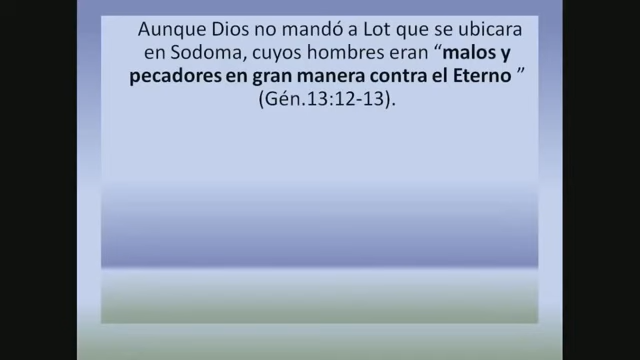 Aunque Dios no mandó a Lot que se ubicara
en Sodoma, cuyos hombres eran “malos y
pecadores en gran manera contra el Eterno ”
(Gén.13:12-13).